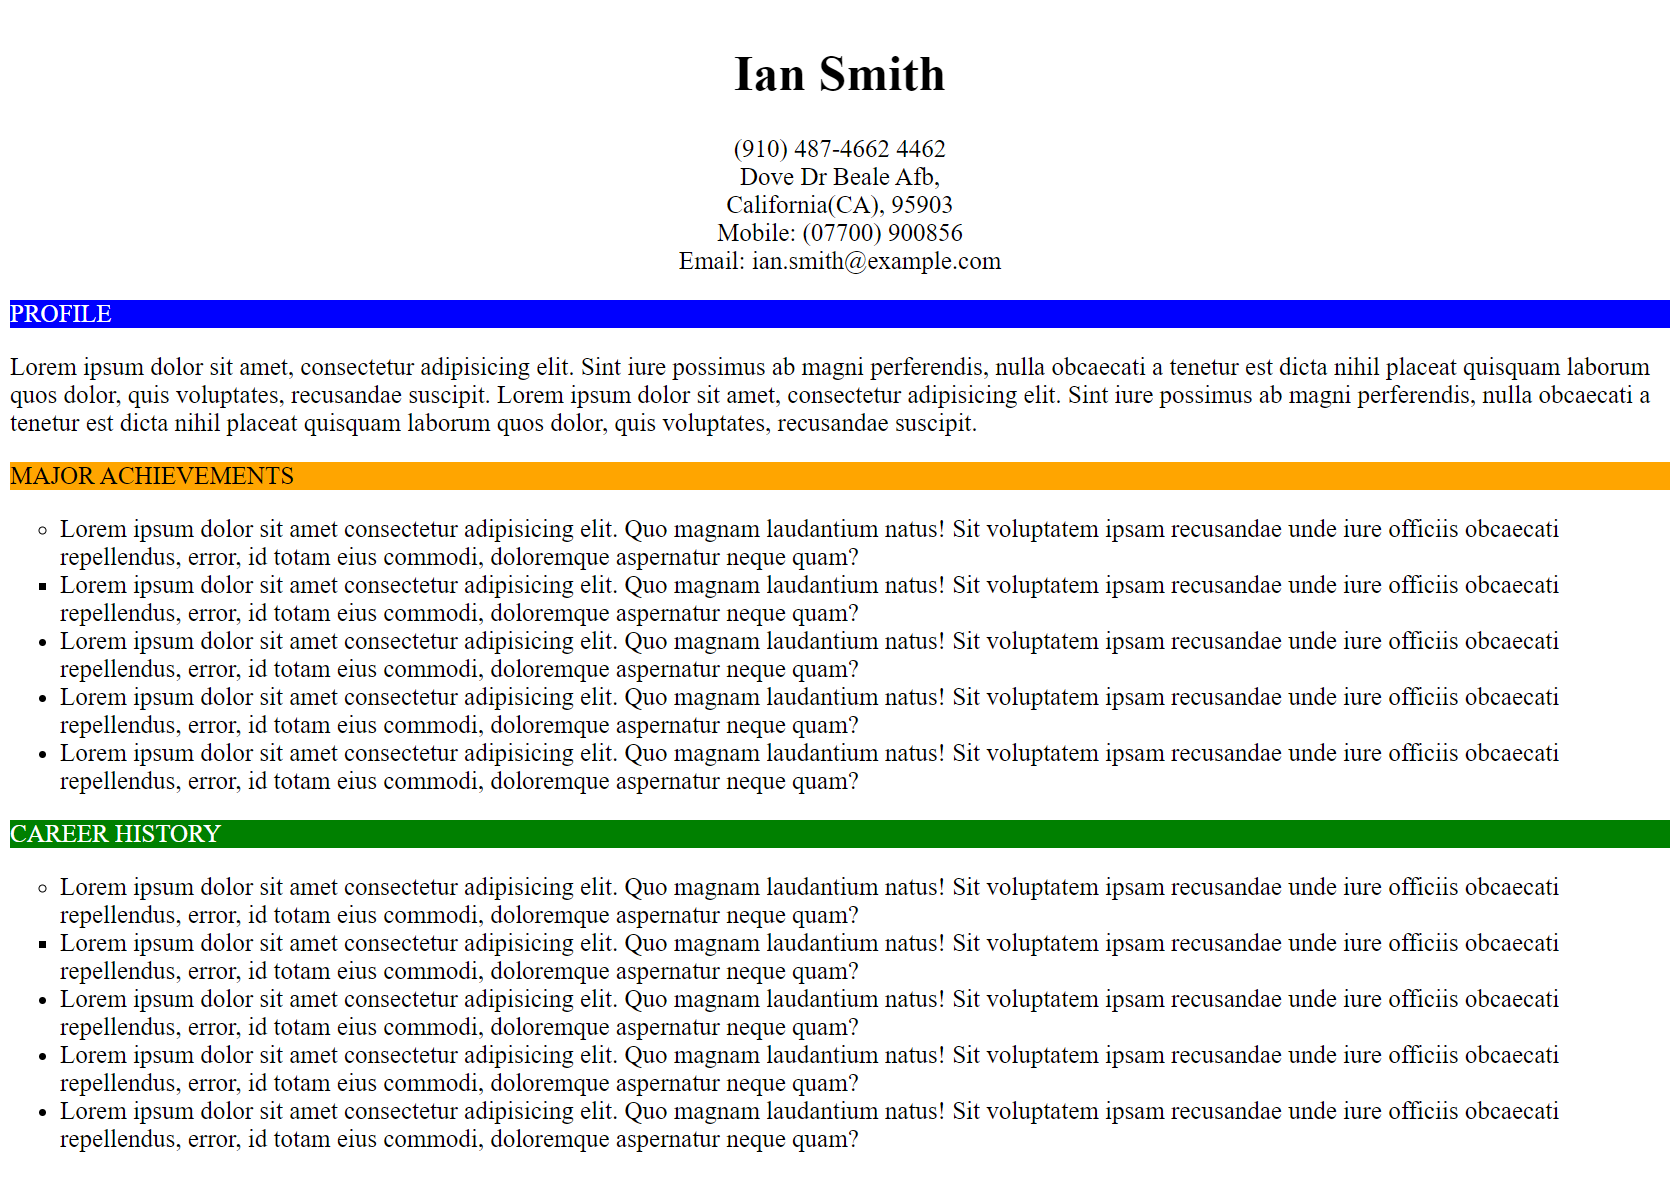 Ian Smith
(910) 487-4662 4462
Dove Dr Beale Afb,
California(CA), 95903
Mobile: (07700) 900856
Email: ian.smith@example.com
PROFILE
Lorem ipsum dolor sit amet, consectetur adipisicing elit. Sint iure possimus ab magni perferendis, nulla obcaecati a tenetur est dicta nihil placeat quisquam laborum
quos dolor, quis voluptates, recusandae suscipit. Lorem ipsum dolor sit amet, consectetur adipisicing elit. Sint iure possimus ab magni perferendis, nulla obcaecati a
tenetur est dicta nihil placeat quisquam laborum quos dolor, quis voluptates, recusandae suscipit.
MAJOR ACHIEVEMENTS
Lorem ipsum dolor sit amet consectetur adipisicing elit. Quo magnam laudantium natus! Sit voluptatem ipsam recusandae unde iure officiis obcaecati
repellendus, error, id totam eius commodi, doloremque aspernatur neque quam?
Lorem ipsum dolor sit amet consectetur adipisicing elit. Quo magnam laudantium natus! Sit voluptatem ipsam recusandae unde iure officiis obcaecati
repellendus, error, id totam eius commodi, doloremque aspernatur neque quam?
Lorem ipsum dolor sit amet consectetur adipisicing elit. Quo magnam laudantium natus! Sit voluptatem ipsam recusandae unde iure officiis obcaecati
repellendus, error, id totam eius commodi, doloremque aspernatur neque quam?
Lorem ipsum dolor sit amet consectetur adipisicing elit. Quo magnam laudantium natus! Sit voluptatem ipsam recusandae unde iure officiis obcaecati
repellendus, error, id totam eius commodi, doloremque aspernatur neque quam?
Lorem ipsum dolor sit amet consectetur adipisicing elit. Quo magnam laudantium natus! Sit voluptatem ipsam recusandae unde iure officiis obcaecati
repellendus, error, id totam eius commodi, doloremque aspernatur neque quam?
CAREER HISTORY
Lorem ipsum dolor sit amet consectetur adipisicing elit. Quo magnam laudantium natus! Sit voluptatem ipsam recusandae unde iure officiis obcaecati
repellendus, error, id totam eius commodi, doloremque aspernatur neque quam?
Lorem ipsum dolor sit amet consectetur adipisicing elit. Quo magnam laudantium natus! Sit voluptatem ipsam recusandae unde iure officiis obcaecati
repellendus, error, id totam eius commodi, doloremque aspernatur neque quam?
Lorem ipsum dolor sit amet consectetur adipisicing elit. Quo magnam laudantium natus! Sit voluptatem ipsam recusandae unde iure officiis obcaecati
repellendus, error, id totam eius commodi, doloremque aspernatur neque quam?
Lorem ipsum dolor sit amet consectetur adipisicing elit. Quo magnam laudantium natus! Sit voluptatem ipsam recusandae unde iure officiis obcaecati
repellendus, error, id totam eius commodi, doloremque aspernatur neque quam?
Lorem ipsum dolor sit amet consectetur adipisicing elit. Quo magnam laudantium natus! Sit voluptatem ipsam recusandae unde iure officiis obcaecati
repellendus, error, id totam eius commodi, doloremque aspernatur neque quam?